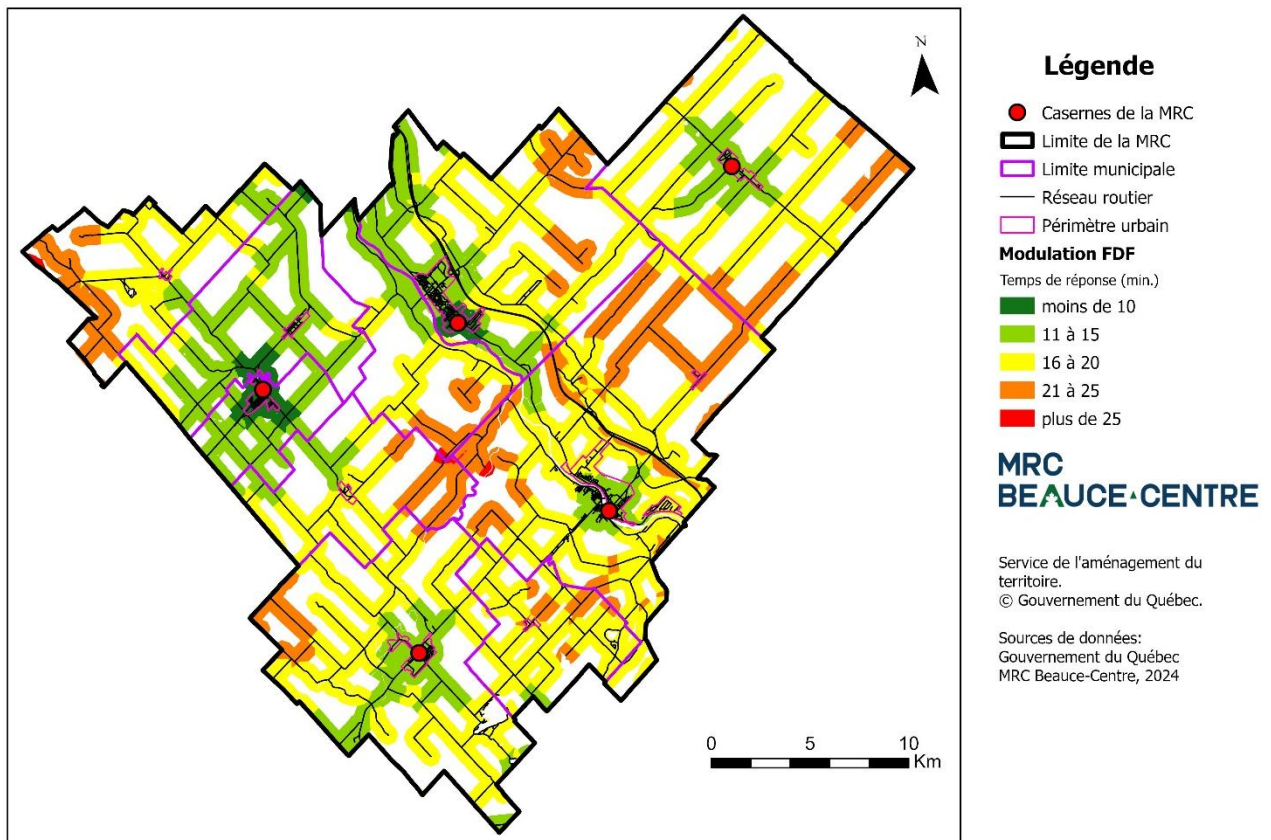 N
Légende
Casernes de la MRC
Limite de la MRC
Limite municipale
Réseau routier
Périmètre urbain
Modulation FDF
Temps de réponse (min.)
moins de 10
11 à 15
16 à 20
21 à 25
plus de 25
MRC
BEAUCE CENTRE
Service de l'aménagement du
territoire.
© Gouvernement du Québec.
Sources de données:
Gouvernement du Québec
MRC Beauce-Centre, 2024
0 5 10
Km